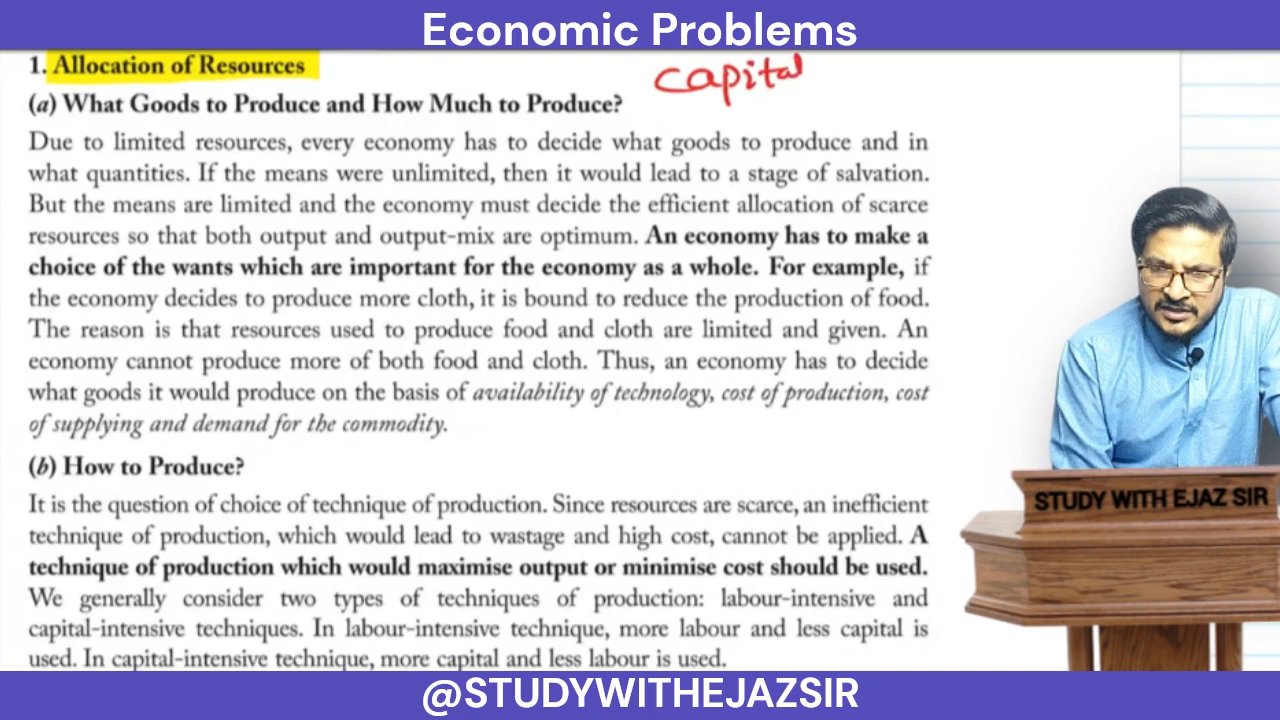 Economic Problems
1. Allocation of Resources
capital
(a) What Goods to Produce and How Much to Produce?
Due to limited resources, every economy has to decide what goods to produce and in
what quantities. If the means were unlimited, then it would lead to a stage of salvation.
But the means are limited and the economy must decide the efficient allocation of scarce
resources so that both output and output-mix are optimum. An economy has to make a
choice of the wants which are important for the economy as a whole. For example, if
the economy decides to produce more cloth, it is bound to reduce the production of food.
The reason is that resources used to produce food and cloth are limited and given. An
economy cannot produce more of both food and cloth. Thus, an economy has to decide
what goods it would produce on the basis of availability of technology, cost of production, cost
of supplying and demand for the commodity.
(b) How to Produce?
It is the question of choice of technique of production. Since resources are scarce, an inefficient
technique of production, which would lead to wastage and high cost, cannot be applied. A
technique of production which would maximise output or minimise cost should be used.
We generally consider two types of techniques of production: labour-intensive and
capital-intensive techniques. In labour-intensive technique, more labour and less capital is
used. In capital-intensive technique, more capital and less labour is used.
STUDY WITH EJAZ SIR
@STUDYWITHEJAZSIR